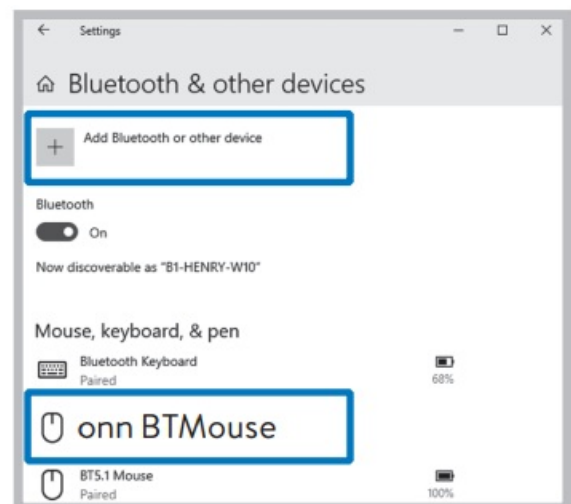 Settings
Bluetooth & other devices
Add Bluetooth or other device
Bluetooth
On
Now discoverable as "B1-HENRY-W10"
Mouse, keyboard, & pen
Bluetooth Keyboard
Paired
68%
onn BTMouse
BT5.1 Mouse
Paired
100%